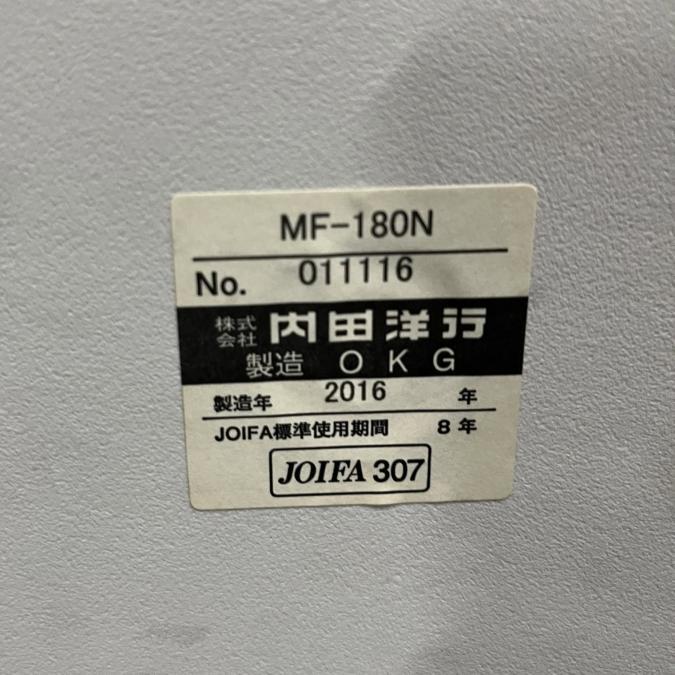 MF-180N
No. 011116
株式会社 内田洋行
製造 OKG
製造年 2016 年
JOIFA標準使用期間 8年
JOIFA 307